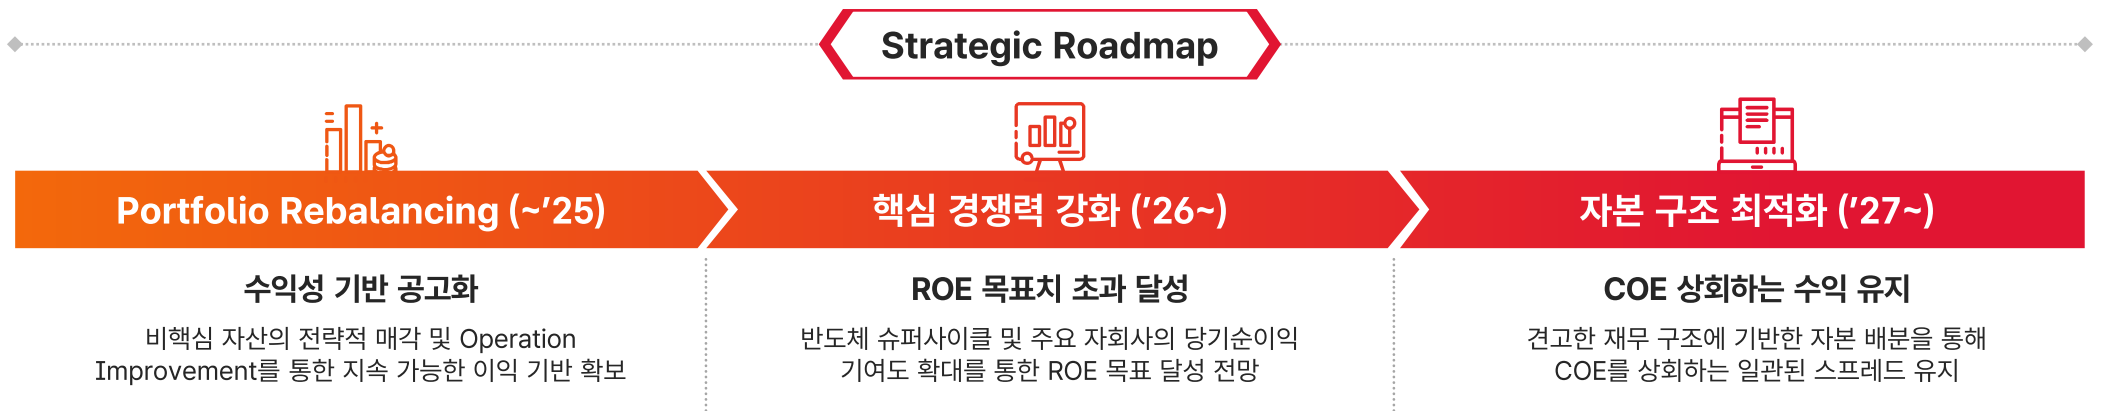 Strategic Roadmap
Portfolio Rebalancing (~’25)
수익성 기반 공고화
비핵심 자산의 전략적 매각 및 Operation
Improvement를 통한 지속 가능한 이익 기반 확보
핵심 경쟁력 강화 (’26~)
ROE 목표치 초과 달성
반도체 슈퍼사이클 및 주요 자회사의 당기순이익
기여도 확대를 통한 ROE 목표 달성 전망
자본 구조 최적화 (’27~)
COE 상회하는 수익 유지
견고한 재무 구조에 기반한 자본 배분을 통해
COE를 상회하는 일관된 스프레드 유지